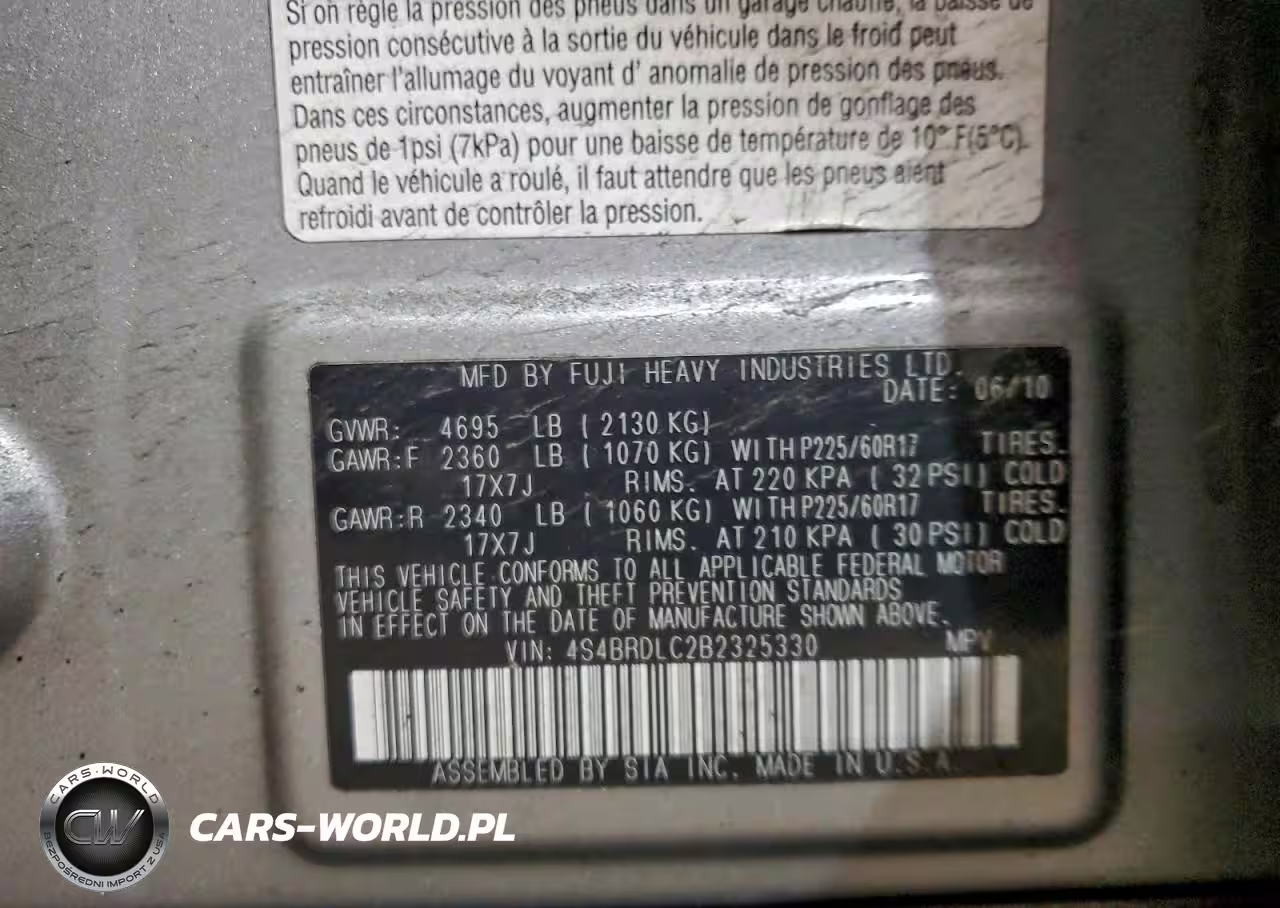 Si on règle la pression des pneus dans un garage chauffé, la baisse de
pression consécutive à la sortie du véhicule dans le froid peut
entraîner l'allumage du voyant d' anomalie de pression des pneus.
Dans ces circonstances, augmenter la pression de gonflage des
pneus de 1psi (7kPa) pour une baisse de température de 10° F(5°C).
Quand le véhicule a roulé, il faut attendre que les pneus aient
refroidi avant de contrôler la pression.
MFD BY FUJI HEAVY INDUSTRIES LTD.
DATE: 06/10
GVWR: 4695 LB ( 2130 KG)
GAWR:F 2360 LB ( 1070 KG) WITH P225/60R17 TIRES.
17X7J RIMS. AT 220 KPA ( 32 PSI) COLD
GAWR:R 2340 LB ( 1060 KG) WITH P225/60R17 TIRES.
17X7J RIMS. AT 210 KPA ( 30 PSI) COLD
THIS VEHICLE CONFORMS TO ALL APPLICABLE FEDERAL MOTOR
VEHICLE SAFETY AND THEFT PREVENTION STANDARDS
IN EFFECT ON THE DATE OF MANUFACTURE SHOWN ABOVE.
VIN: 4S4BRDLC2B2325330 MPV
ASSEMBLED BY SIA INC. MADE IN U.S.A.
CARS-WORLD
CW
BEZPOŚREDNI IMPORT Z USA
CARS-WORLD.PL